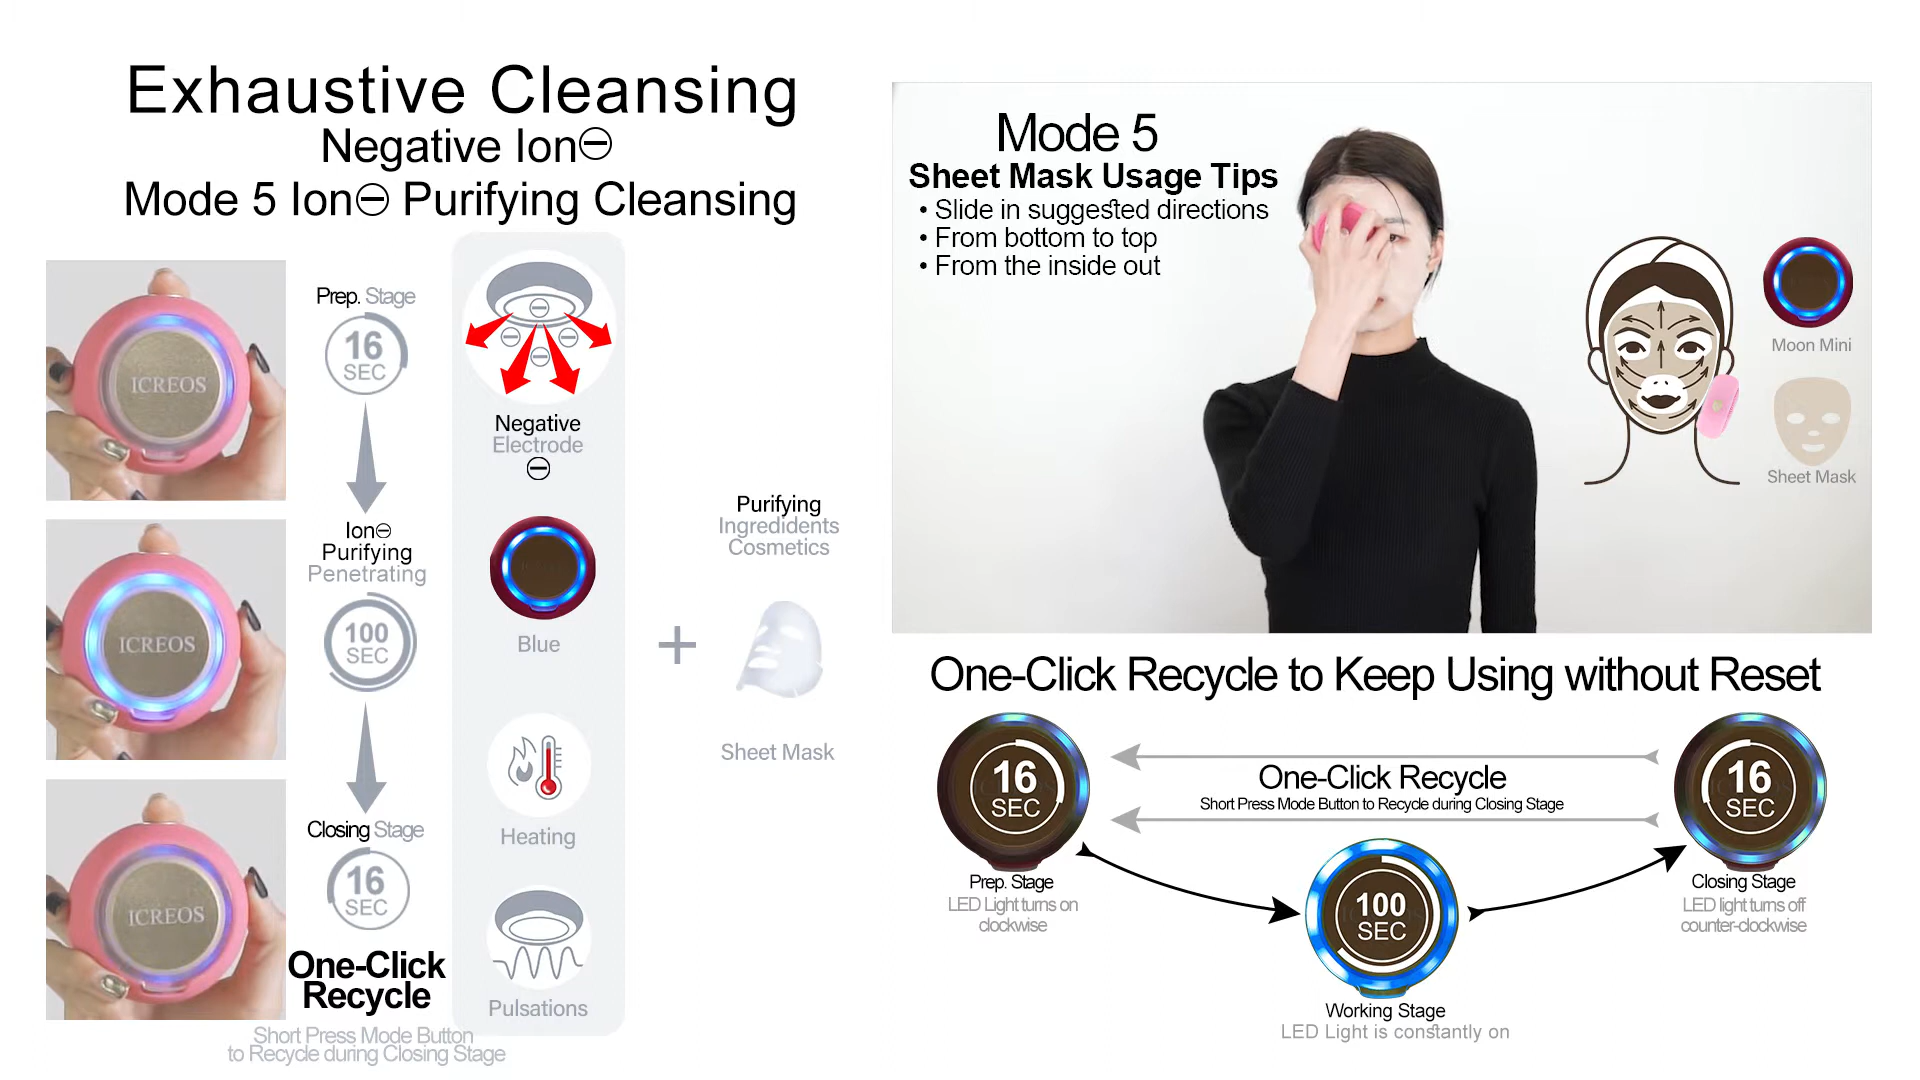 Exhaustive Cleansing
Negative Ion⊖
Mode 5 Ion⊖ Purifying Cleansing
ICREOS
Prep. Stage
16
SEC
Ion⊖
Purifying
Penetrating
ICREOS
100
SEC
Closing Stage
ICREOS
16
SEC
One-Click
Recycle
Short Press Mode Button
to Recycle during Closing Stage
Negative
Electrode
⊖
Blue
Heating
Pulsations
+
Purifying
Ingredidents
Cosmetics
Sheet Mask
Mode 5
Sheet Mask Usage Tips
• Slide in suggested directions
• From bottom to top
• From the inside out
Moon Mini
Sheet Mask
One-Click Recycle to Keep Using without Reset
16
SEC
Prep. Stage
LED Light turns on
clockwise
One-Click Recycle
Short Press Mode Button to Recycle during Closing Stage
100
SEC
Working Stage
LED Light is constantly on
16
SEC
Closing Stage
LED light turns off
counter-clockwise